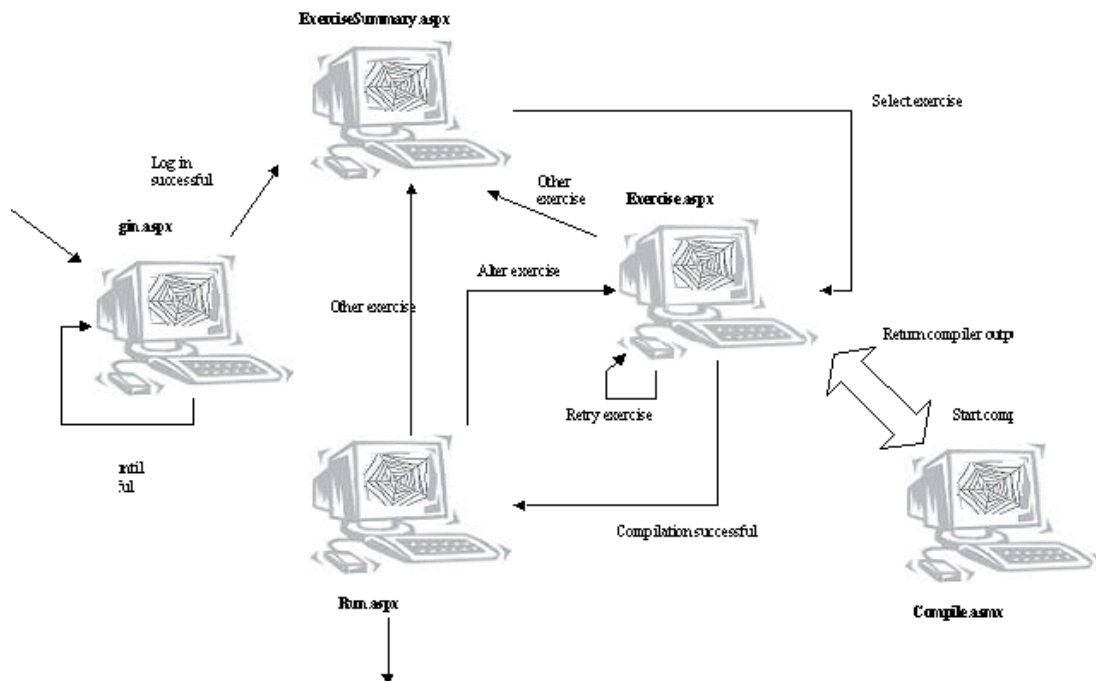 ExerciseSummary.aspx
Select exercise
Log in
successful
Other
exercise
Exercise.aspx
gin.aspx
Alter exercise
Other exercise
Return compiler outp
Retry exercise
Start comp
ntil
ful
Compilation successful
Run.aspx
Compile.asmx